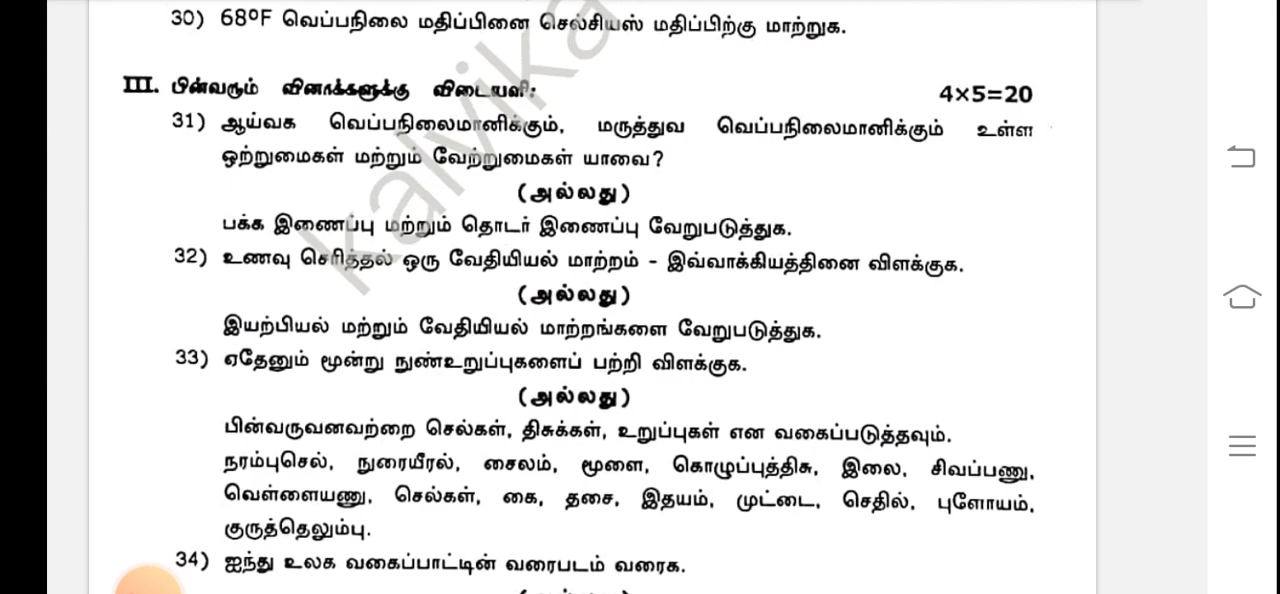 30) 68°F வெப்பநிலை மதிப்பினை செல்சியஸ் மதிப்பிற்கு மாற்றுக.
III. பின்வரும் வினாக்களுக்கு விடையளி: 4×5=20
31) ஆய்வக வெப்பநிலைமானிக்கும், மருத்துவ வெப்பநிலைமானிக்கும் உள்ள
ஒற்றுமைகள் மற்றும் வேற்றுமைகள் யாவை?
(அல்லது)
பக்க இணைப்பு மற்றும் தொடர் இணைப்பு வேறுபடுத்துக.
32) உணவு செரித்தல் ஒரு வேதியியல் மாற்றம் - இவ்வாக்கியத்தினை விளக்குக.
(அல்லது)
இயற்பியல் மற்றும் வேதியியல் மாற்றங்களை வேறுபடுத்துக.
33) ஏதேனும் மூன்று நுண்உறுப்புகளைப் பற்றி விளக்குக.
(அல்லது)
பின்வருவனவற்றை செல்கள், திசுக்கள், உறுப்புகள் என வகைப்படுத்தவும்.
நரம்புசெல், நுரையீரல், சைலம், மூளை, கொழுப்புத்திசு, இலை, சிவப்பணு,
வெள்ளையணு, செல்கள், கை, தசை, இதயம், முட்டை, செதில், புளோயம்,
குருத்தெலும்பு.
34) ஐந்து உலக வகைப்பாட்டின் வரைபடம் வரைக.
kalvika